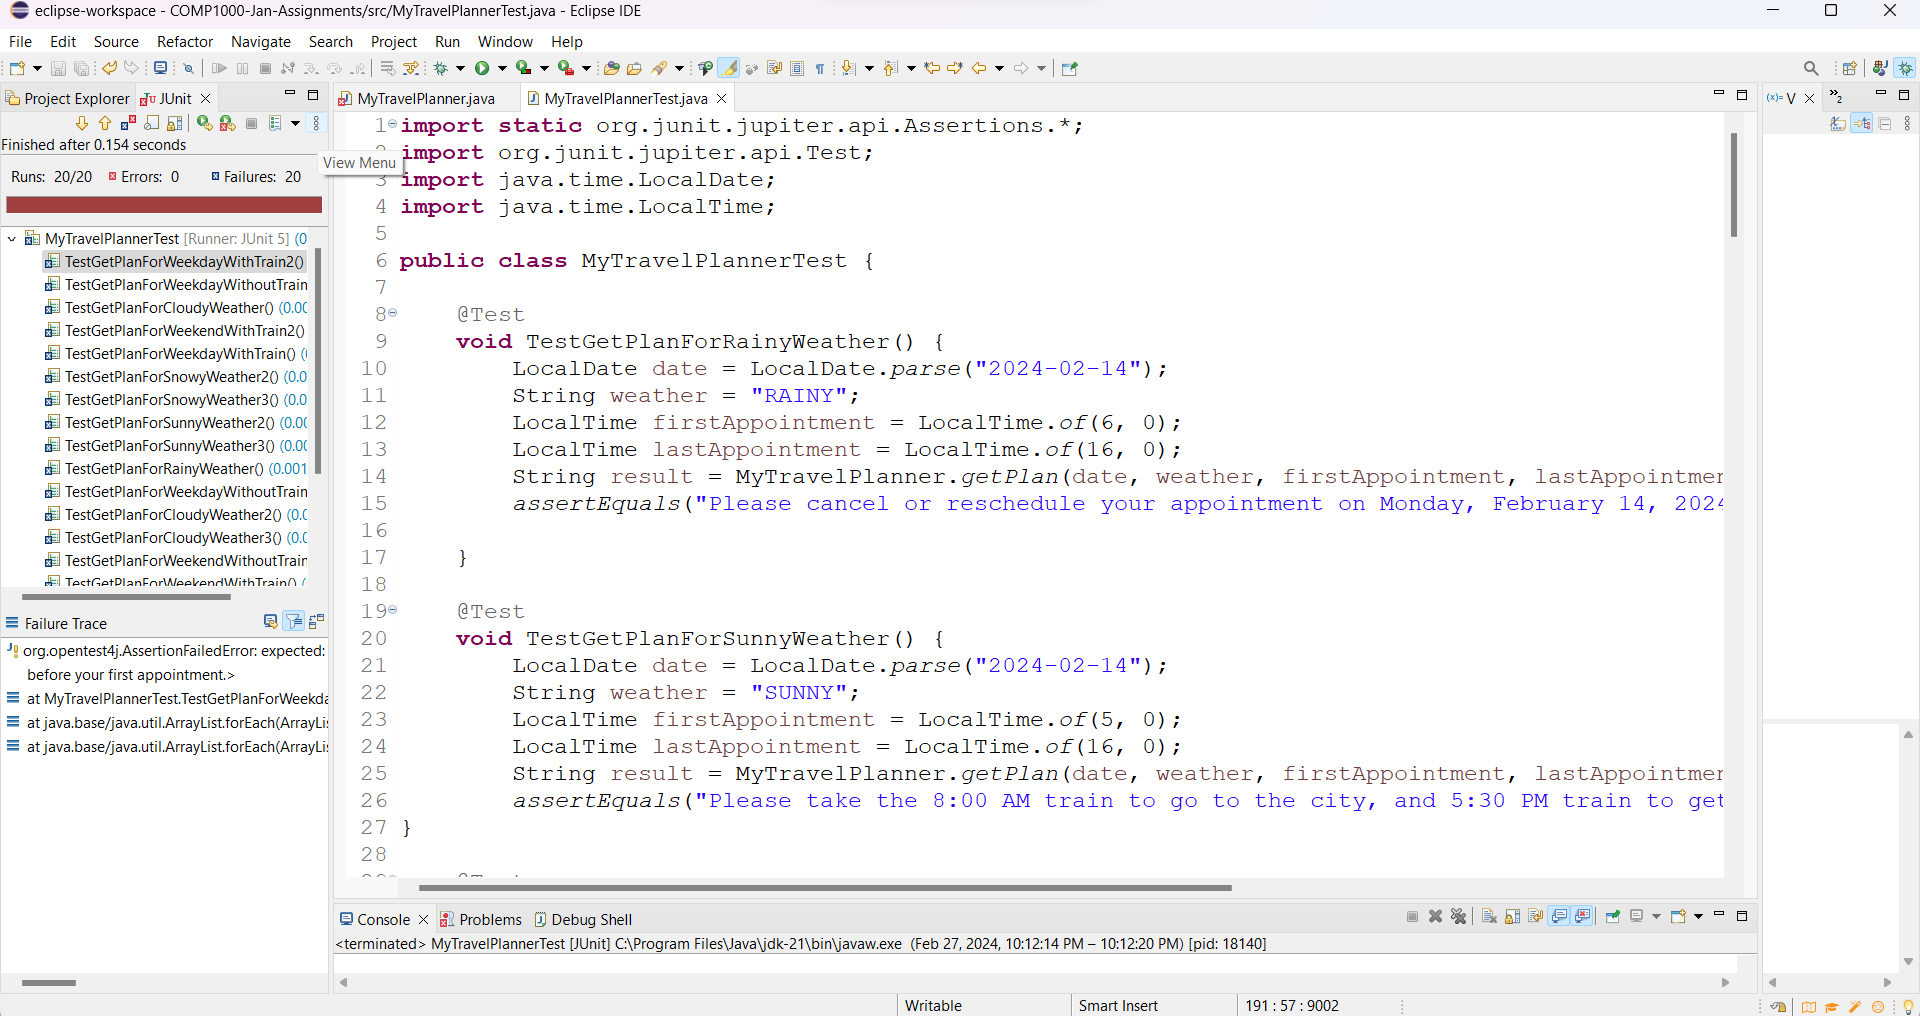 eclipse-workspace - COMP1000-Jan-Assignments/src/MyTravelPlannerTest.java - Eclipse IDE
File Edit Source Refactor Navigate Search Project Run Window Help
Project Explorer JUnit
Finished after 0.154 seconds
View Menu
Runs: 20/20 Errors: 0 Failures: 20
MyTravelPlannerTest [Runner: JUnit 5] (0
TestGetPlanForWeekdayWithTrain2()
TestGetPlanForWeekdayWithoutTrain
TestGetPlanForCloudyWeather() (0.00
TestGetPlanForWeekendWithTrain2()
TestGetPlanForWeekdayWithTrain() (
TestGetPlanForSnowyWeather2() (0.0
TestGetPlanForSnowyWeather3() (0.0
TestGetPlanForSunnyWeather2() (0.00
TestGetPlanForSunnyWeather3() (0.00
TestGetPlanForRainyWeather() (0.001
TestGetPlanForWeekdayWithoutTrain
TestGetPlanForCloudyWeather2() (0.0
TestGetPlanForCloudyWeather3() (0.0
TestGetPlanForWeekendWithoutTrain
TestGetPlanForWeekendWithTrain() (
Failure Trace
org.opentest4j.AssertionFailedError: expected:
before your first appointment.>
at MyTravelPlannerTest.TestGetPlanForWeekda
at java.base/java.util.ArrayList.forEach(ArrayLi
at java.base/java.util.ArrayList.forEach(ArrayLi
MyTravelPlanner.java MyTravelPlannerTest.java
1 import static org.junit.jupiter.api.Assertions.*;
2 import org.junit.jupiter.api.Test;
3 import java.time.LocalDate;
4 import java.time.LocalTime;
5
6 public class MyTravelPlannerTest {
7
8 @Test
9 void TestGetPlanForRainyWeather() {
10 LocalDate date = LocalDate.parse("2024-02-14");
11 String weather = "RAINY";
12 LocalTime firstAppointment = LocalTime.of(6, 0);
13 LocalTime lastAppointment = LocalTime.of(16, 0);
14 String result = MyTravelPlanner.getPlan(date, weather, firstAppointment, lastAppointmen
15 assertEquals("Please cancel or reschedule your appointment on Monday, February 14, 2024
16
17 }
18
19 @Test
20 void TestGetPlanForSunnyWeather() {
21 LocalDate date = LocalDate.parse("2024-02-14");
22 String weather = "SUNNY";
23 LocalTime firstAppointment = LocalTime.of(5, 0);
24 LocalTime lastAppointment = LocalTime.of(16, 0);
25 String result = MyTravelPlanner.getPlan(date, weather, firstAppointment, lastAppointmen
26 assertEquals("Please take the 8:00 AM train to go to the city, and 5:30 PM train to get
27 }
28
(x)= V 2
Console Problems Debug Shell
<terminated> MyTravelPlannerTest [JUnit] C:\Program Files\Java\jdk-21\bin\javaw.exe (Feb 27, 2024, 10:12:14 PM – 10:12:20 PM) [pid: 18140]
Writable Smart Insert 191 : 57 : 9002